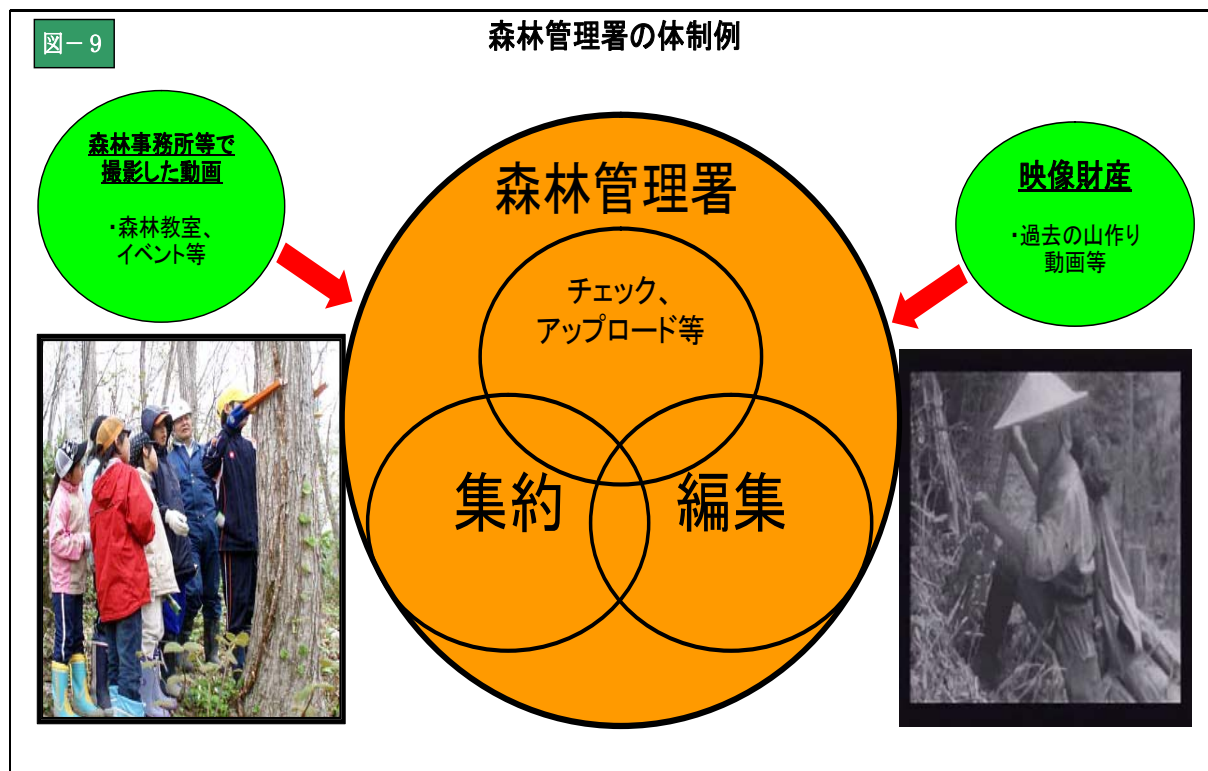 図－9
森林管理署の体制例
森林事務所等で
撮影した動画
・森林教室、
イベント等
森林管理署
チェック、
アップロード等
集約
編集
映像財産
・過去の山作り
動画等